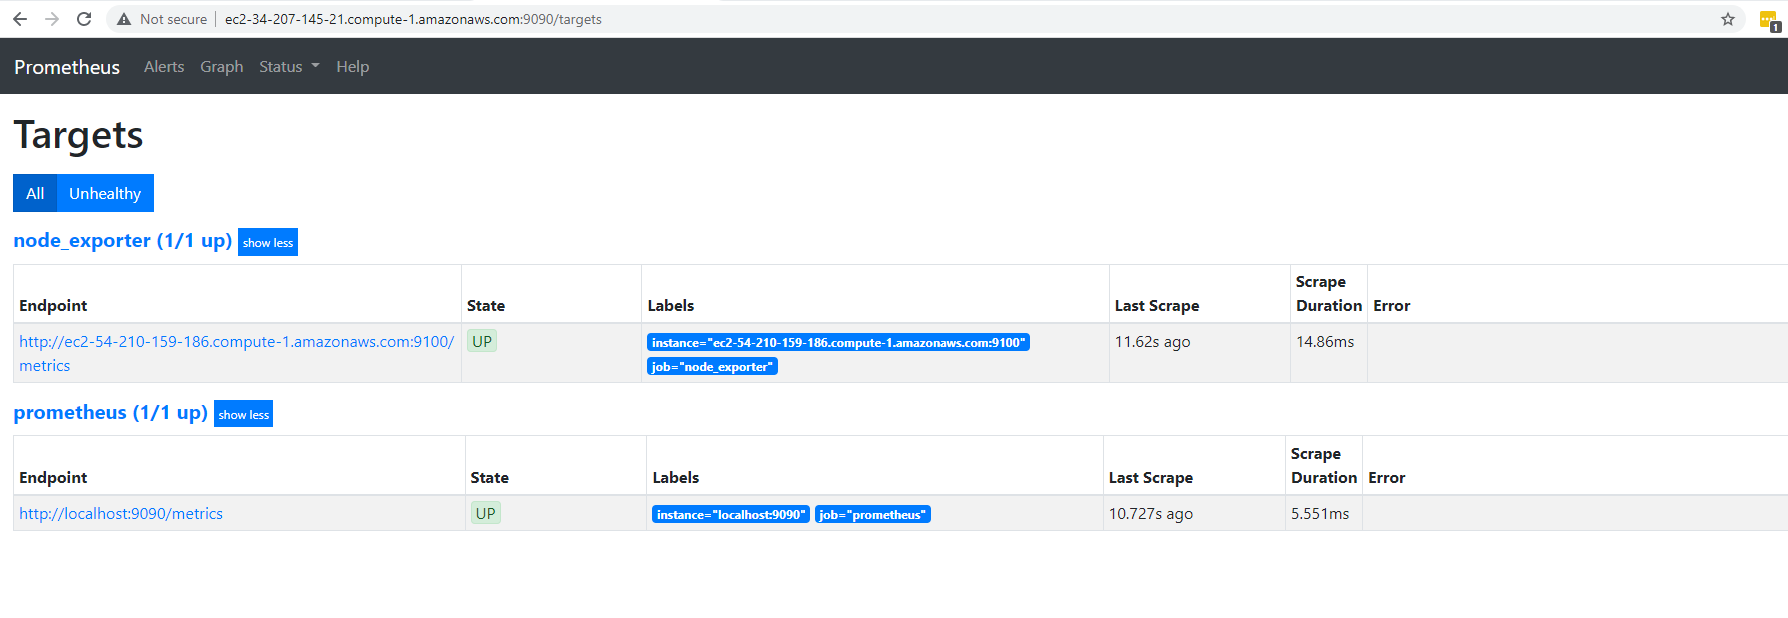 Not secure | ec2-34-207-145-21.compute-1.amazonaws.com:9090/targets
1
Prometheus Alerts Graph Status Help
Targets
All Unhealthy
node_exporter (1/1 up) show less
Scrape
Endpoint State Labels Last Scrape Duration Error
http://ec2-54-210-159-186.compute-1.amazonaws.com:9100/ UP instance="ec2-54-210-159-186.compute-1.amazonaws.com:9100" 11.62s ago 14.86ms
metrics job="node_exporter"
prometheus (1/1 up) show less
Scrape
Endpoint State Labels Last Scrape Duration Error
http://localhost:9090/metrics UP instance="localhost:9090" job="prometheus" 10.727s ago 5.551ms